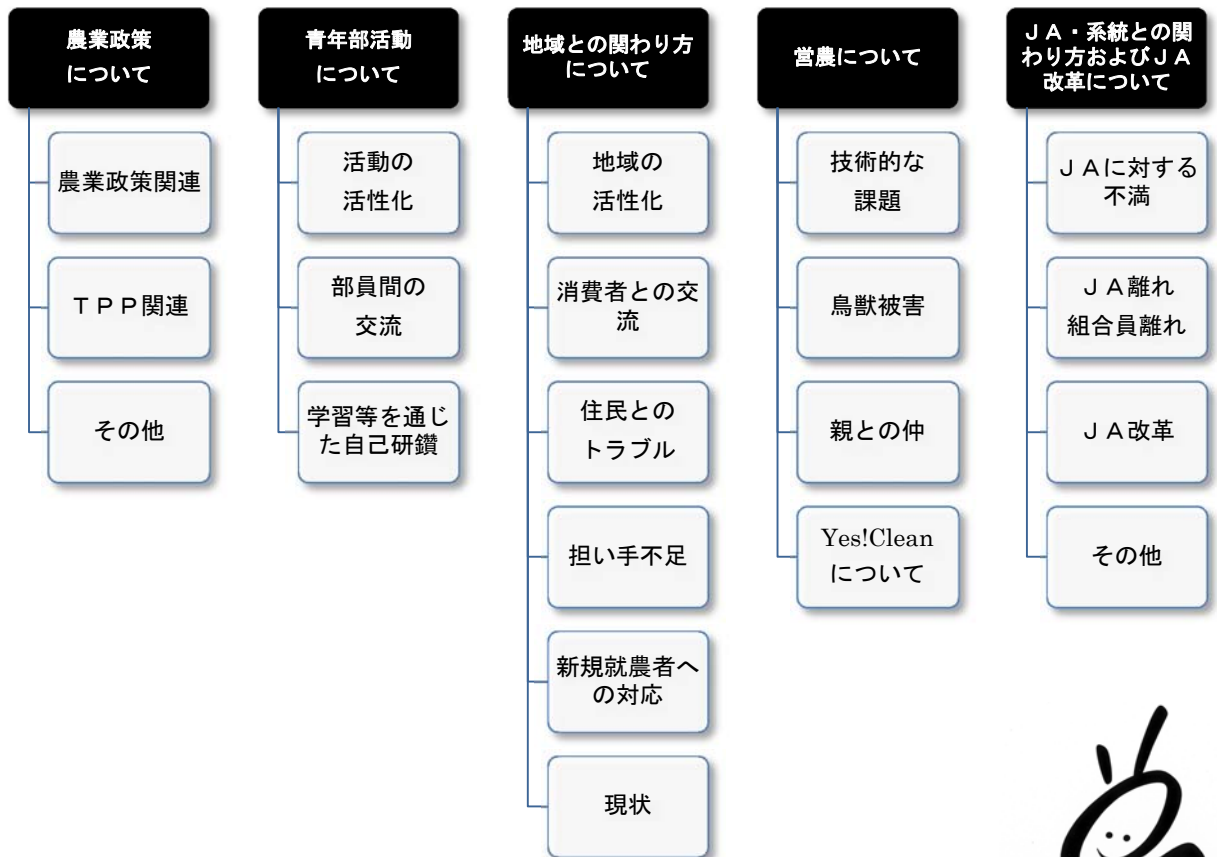 農業政策
について
農業政策関連
ＴＰＰ関連
その他
青年部活動
について
活動の
活性化
部員間の
交流
学習等を通じ
た自己研鑽
地域との関わり方
について
地域の
活性化
消費者との交
流
住民との
トラブル
担い手不足
新規就農者へ
の対応
現状
営農について
技術的な
課題
鳥獣被害
親との仲
Yes!Clean
について
ＪＡ・系統との関
わり方およびＪＡ
改革について
ＪＡに対する
不満
ＪＡ離れ
組合員離れ
ＪＡ改革
その他